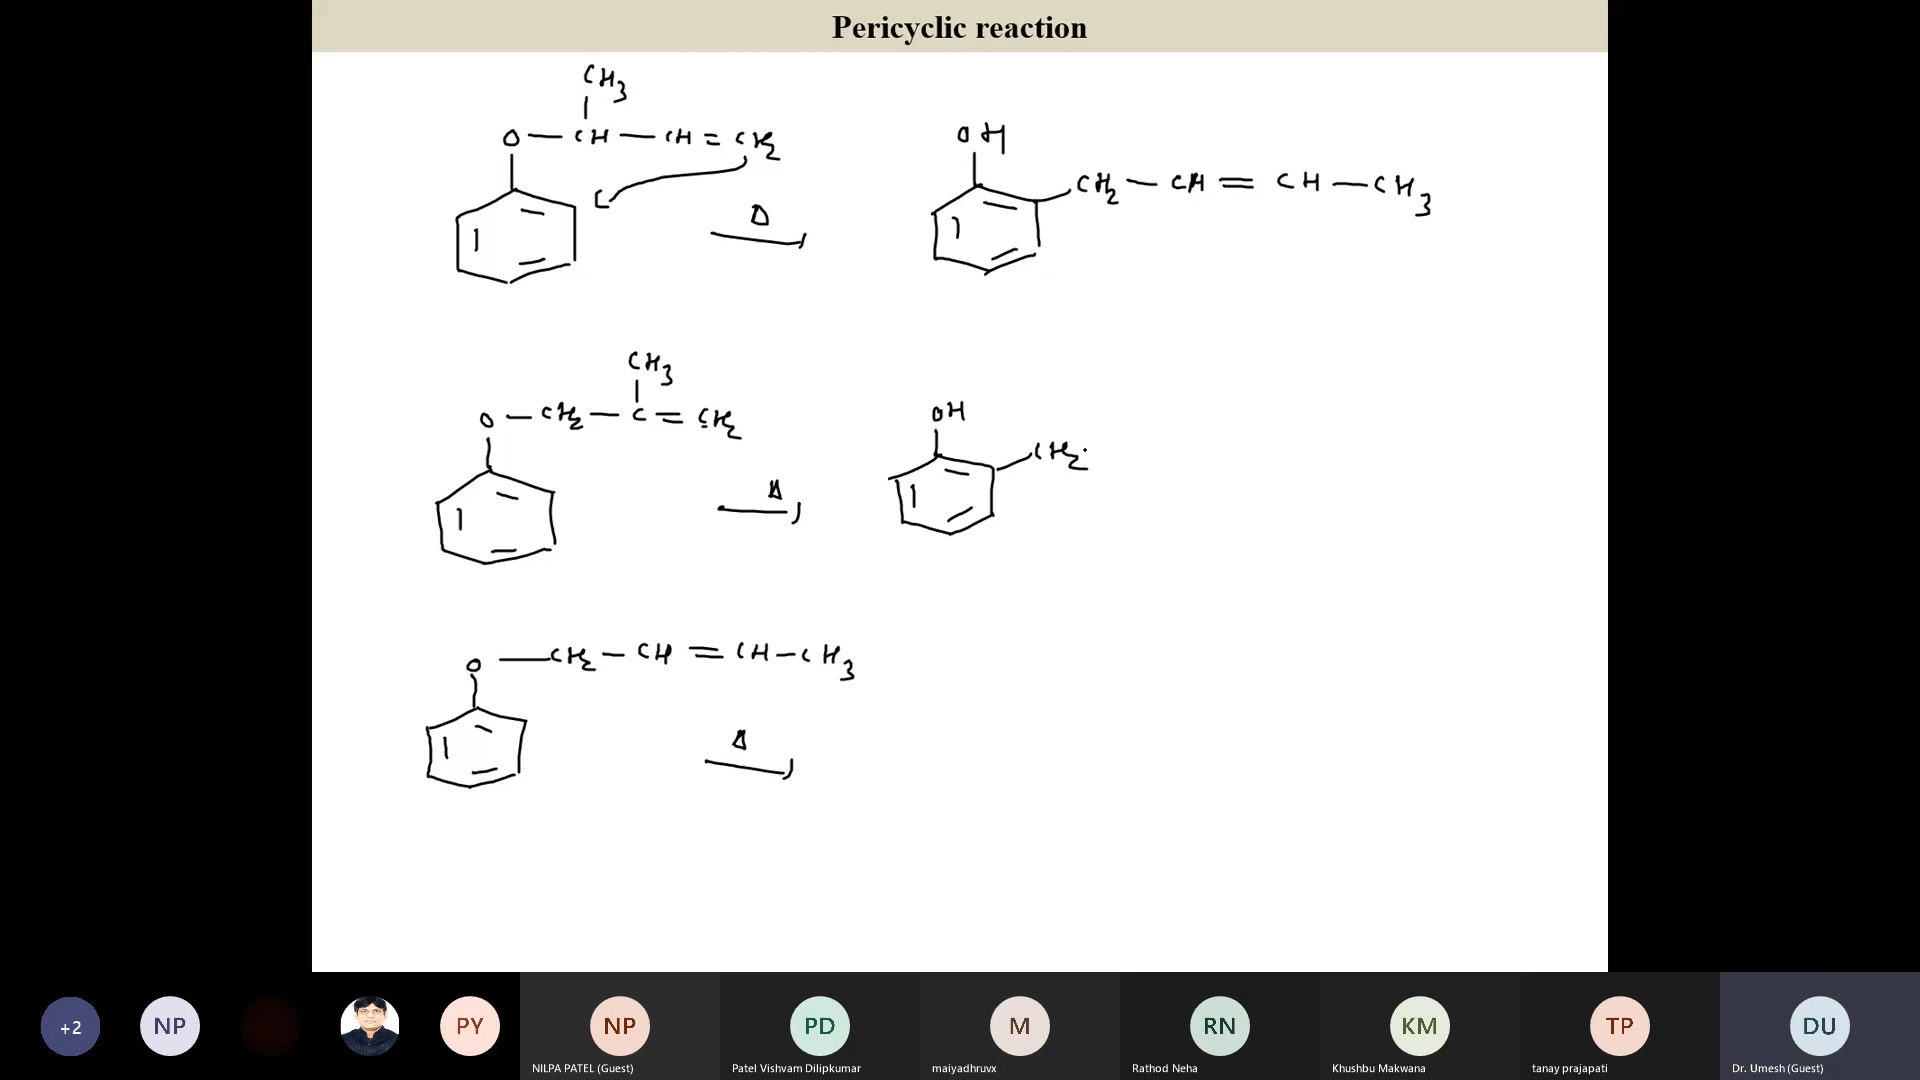 Pericyclic reaction
CH3
O — CH — CH = CH2
OH
CH2 — CH = CH — CH3
Δ
CH3
O — CH2 — C = CH2
OH
CH2
Δ
O — CH2 — CH = CH — CH3
Δ
+2
NP
PY
NP
PD
M
RN
KM
TP
DU
NILPA PATEL (Guest)
Patel Vishvam Dilipkumar
maiyadhruvx
Rathod Neha
Khushbu Makwana
tanay prajapati
Dr. Umesh (Guest)